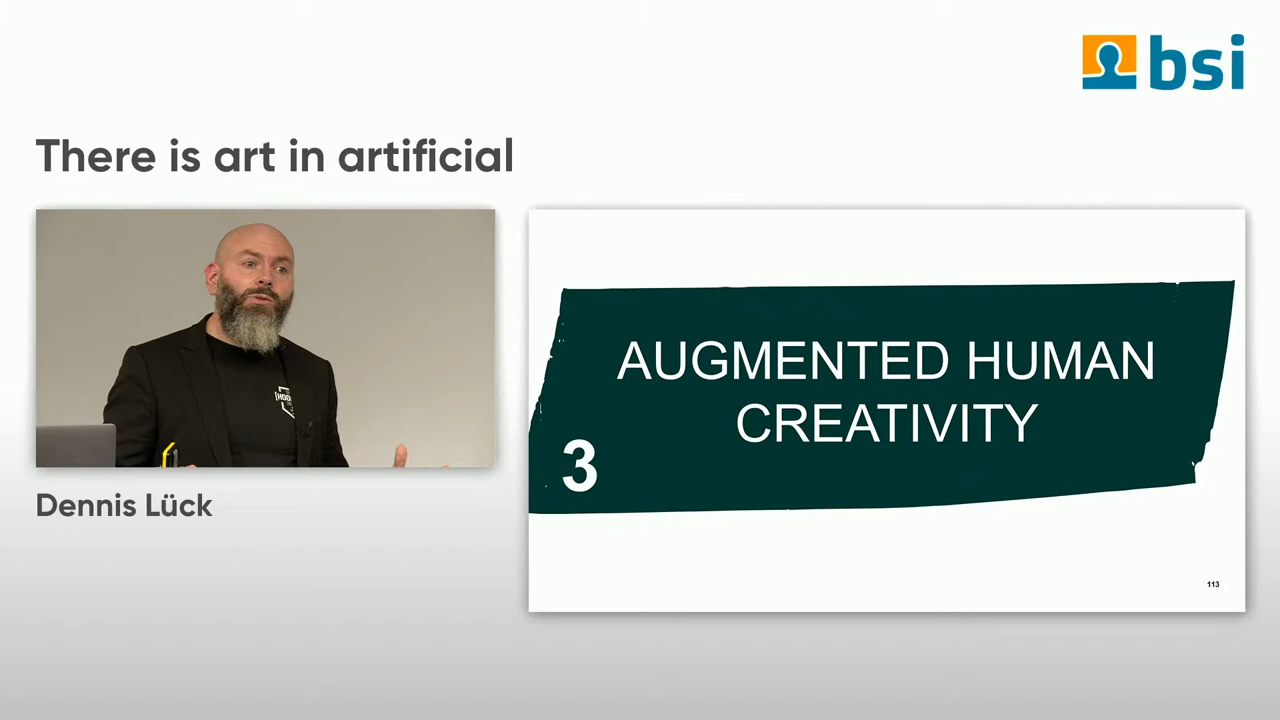 bsi
There is art in artificial
AUGMENTED HUMAN
CREATIVITY
3
Dennis Lück
113